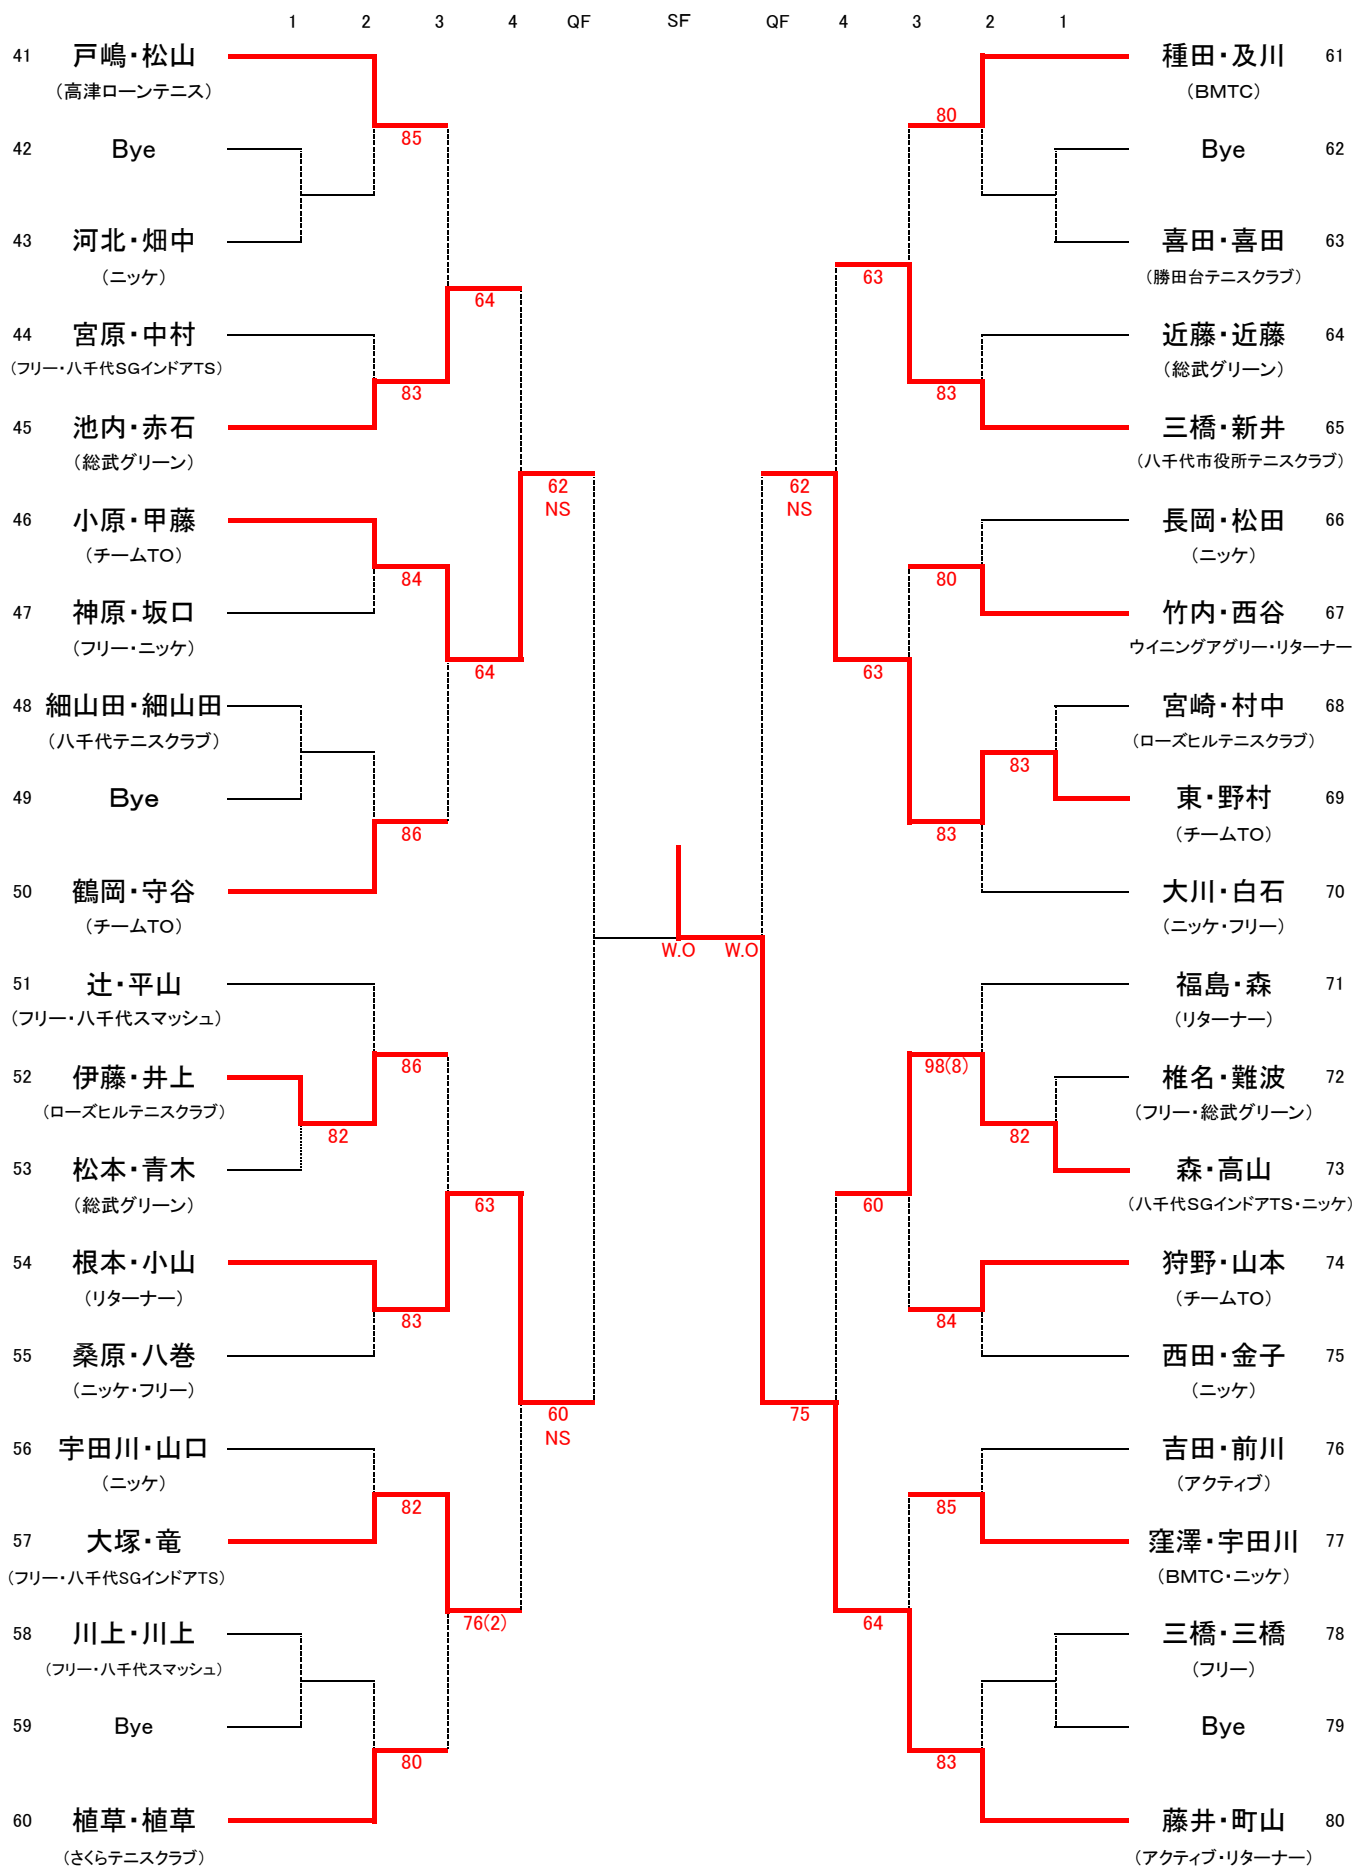 1 2 3 4 QF SF QF 4 3 2 1
41 戸嶋・松山
（高津ローンテニス）
85
42 Bye
43 河北・畑中
（ニッケ）
64
44 宮原・中村
（フリー・八千代SGインドアTS）
83
45 池内・赤石
（総武グリーン）
62
NS
46 小原・甲藤
（チームTO）
84
47 神原・坂口
（フリー・ニッケ）
64
48 細山田・細山田
（八千代テニスクラブ）
49 Bye
86
50 鶴岡・守谷
（チームTO）
W.O W.O
51 辻・平山
（フリー・八千代スマッシュ）
86
52 伊藤・井上
（ローズヒルテニスクラブ）
82
53 松本・青木
（総武グリーン）
63
54 根本・小山
（リターナー）
83
55 桑原・八巻
（ニッケ・フリー）
60
NS
56 宇田川・山口
（ニッケ）
82
57 大塚・竜
（フリー・八千代SGインドアTS）
76(2)
58 川上・川上
（フリー・八千代スマッシュ）
59 Bye
80
60 植草・植草
（さくらテニスクラブ）
種田・及川 61
（BMTC）
80
Bye 62
喜田・喜田 63
（勝田台テニスクラブ）
63
近藤・近藤 64
（総武グリーン）
83
三橋・新井 65
（八千代市役所テニスクラブ）
62
NS
長岡・松田 66
（ニッケ）
80
竹内・西谷 67
ウイニングアグリー・リターナー
63
宮崎・村中 68
（ローズヒルテニスクラブ）
83
東・野村 69
（チームTO）
83
大川・白石 70
（ニッケ・フリー）
福島・森 71
（リターナー）
98(8)
椎名・難波 72
（フリー・総武グリーン）
82
森・高山 73
（八千代SGインドアTS・ニッケ）
60
狩野・山本 74
（チームTO）
84
西田・金子 75
（ニッケ）
75
吉田・前川 76
（アクティブ）
85
窪澤・宇田川 77
（BMTC・ニッケ）
64
三橋・三橋 78
（フリー）
Bye 79
83
藤井・町山 80
（アクティブ・リターナー）